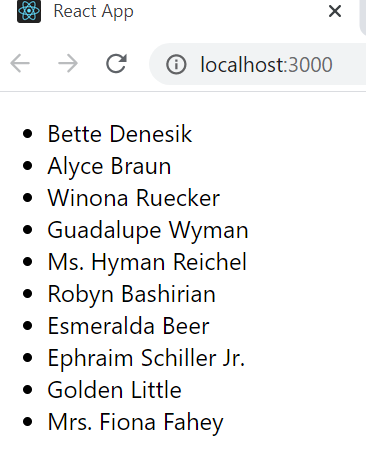 React App
localhost:3000
Bette Denesik
Alyce Braun
Winona Ruecker
Guadalupe Wyman
Ms. Hyman Reichel
Robyn Bashirian
Esmeralda Beer
Ephraim Schiller Jr.
Golden Little
Mrs. Fiona Fahey